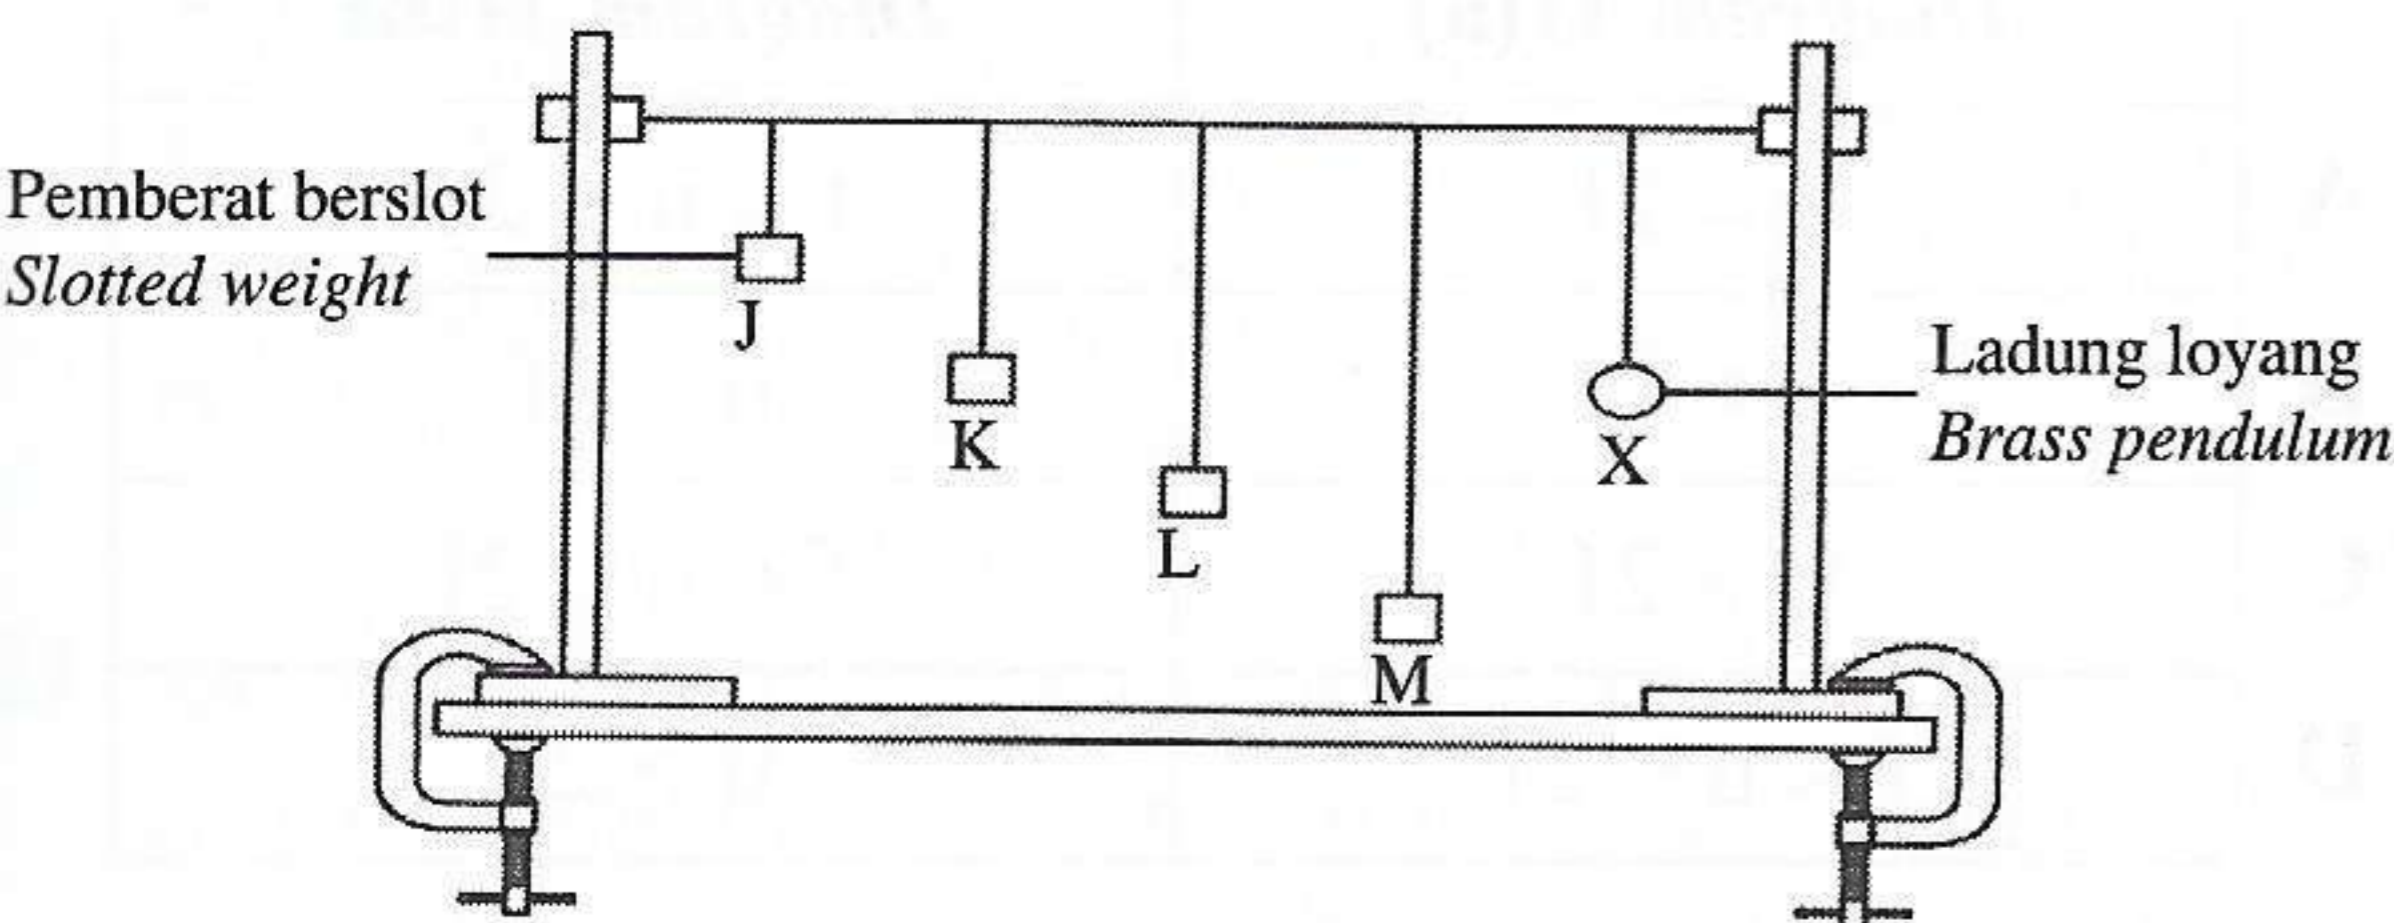 Pemberat berslot
Slotted weight
J
K
L
M
X
Ladung loyang
Brass pendulum